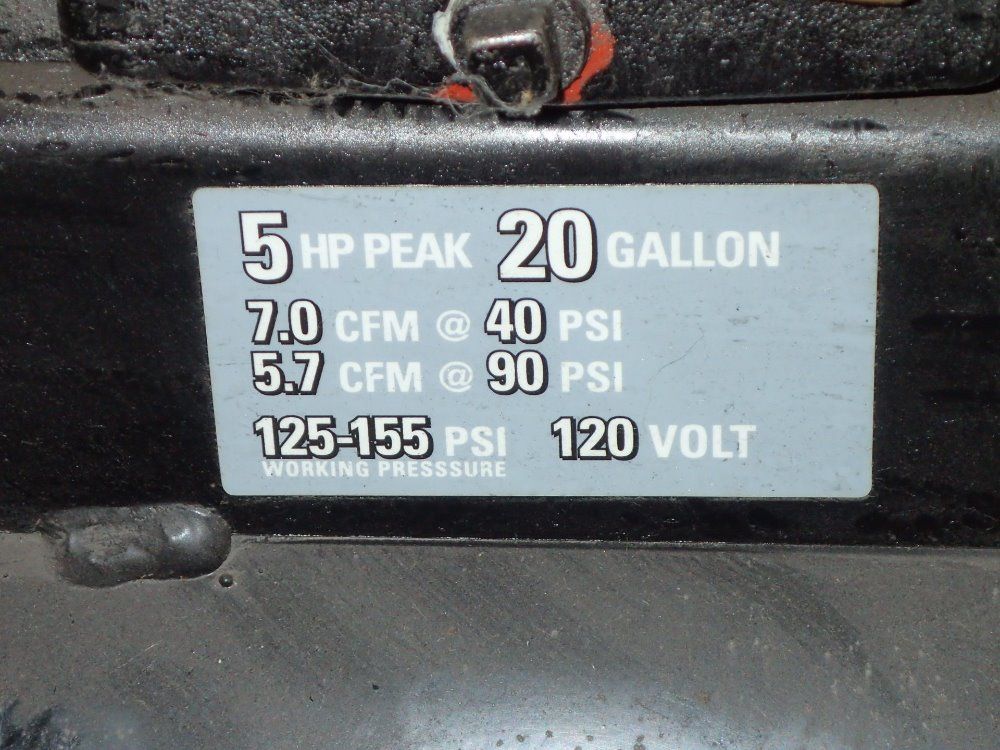 5 HP PEAK 20 GALLON
7.0 CFM @ 40 PSI
5.7 CFM @ 90 PSI
125-155 PSI 120 VOLT
WORKING PRESSSURE